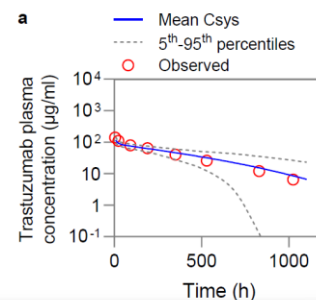 a
Mean Csys
5th-95th percentiles
Observed
Trastuzumab plasma
concentration (µg/ml)
10⁴
10³
10²
10
1
10⁻¹
0
500
1000
Time (h)